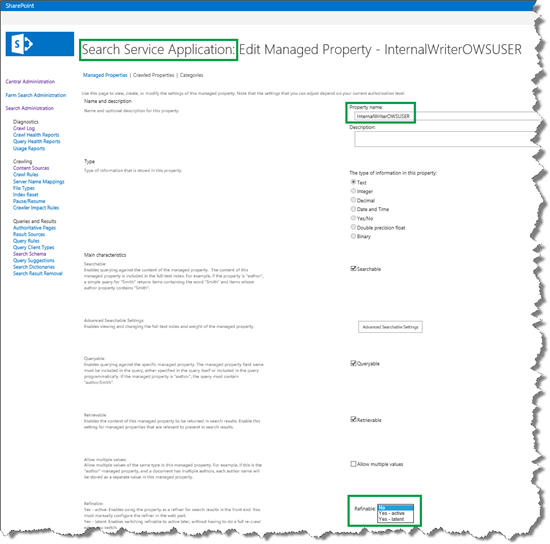 SharePoint
Search Service Application: Edit Managed Property - InternalWriterOWSUSER
Managed Properties | Crawled Properties | Categories
Central Administration
Farm Search Administration
Search Administration
Diagnostics
Crawl Log
Crawl Health Reports
Query Health Reports
Usage Reports
Crawling
Content Sources
Crawl Rules
Server Name Mappings
File Types
Index Reset
Pause/Resume
Crawler Impact Rules
Queries and Results
Authoritative Pages
Result Sources
Query Rules
Query Client Types
Search Schema
Query Suggestions
Search Dictionaries
Search Result Removal
Use this page to view, create, or modify the settings of this managed property. Note that the settings that you can adjust depend on your current authorization level.
Name and description
Name and optional description for this property.
Property name:
InternalWriterOWSUSER
Description:
Type
Type of information that is stored in this property.
The type of information in this property:
Text
Integer
Decimal
Date and Time
Yes/No
Double precision float
Binary
Main characteristics
Searchable:
Enables querying against the content of the managed property. The content of this
managed property is included in the full-text index. For example, if the property is "author",
a simple query for "Smith" returns items containing the word "Smith" and items whose
author property contains "Smith".
Searchable
Advanced Searchable Settings:
Enables viewing and changing the full-text index and weight of the managed property.
Advanced Searchable Settings
Queryable:
Enables querying against the specific managed property. The managed property field name
must be included in the query, either specified in the query itself or included in the query
programmatically. If the managed property is "author", the query must contain
"author:Smith".
Queryable
Retrievable:
Enables the content of this managed property to be returned in search results. Enable this
setting for managed properties that are relevant to present in search results.
Retrievable
Allow multiple values:
Allow multiple values of the same type in this managed property. For example, if this is the
"author" managed property, and a document has multiple authors, each author name will
be stored as a separate value in this managed property.
Allow multiple values
Refinable:
Yes - active: Enables using the property as a refiner for search results in the front end. You
must manually configure the refiner in the web part.
Yes - latent: Enables switching refinable to active later, without having to do a full re-crawl
Refinable:
No
Yes - active
Yes - latent